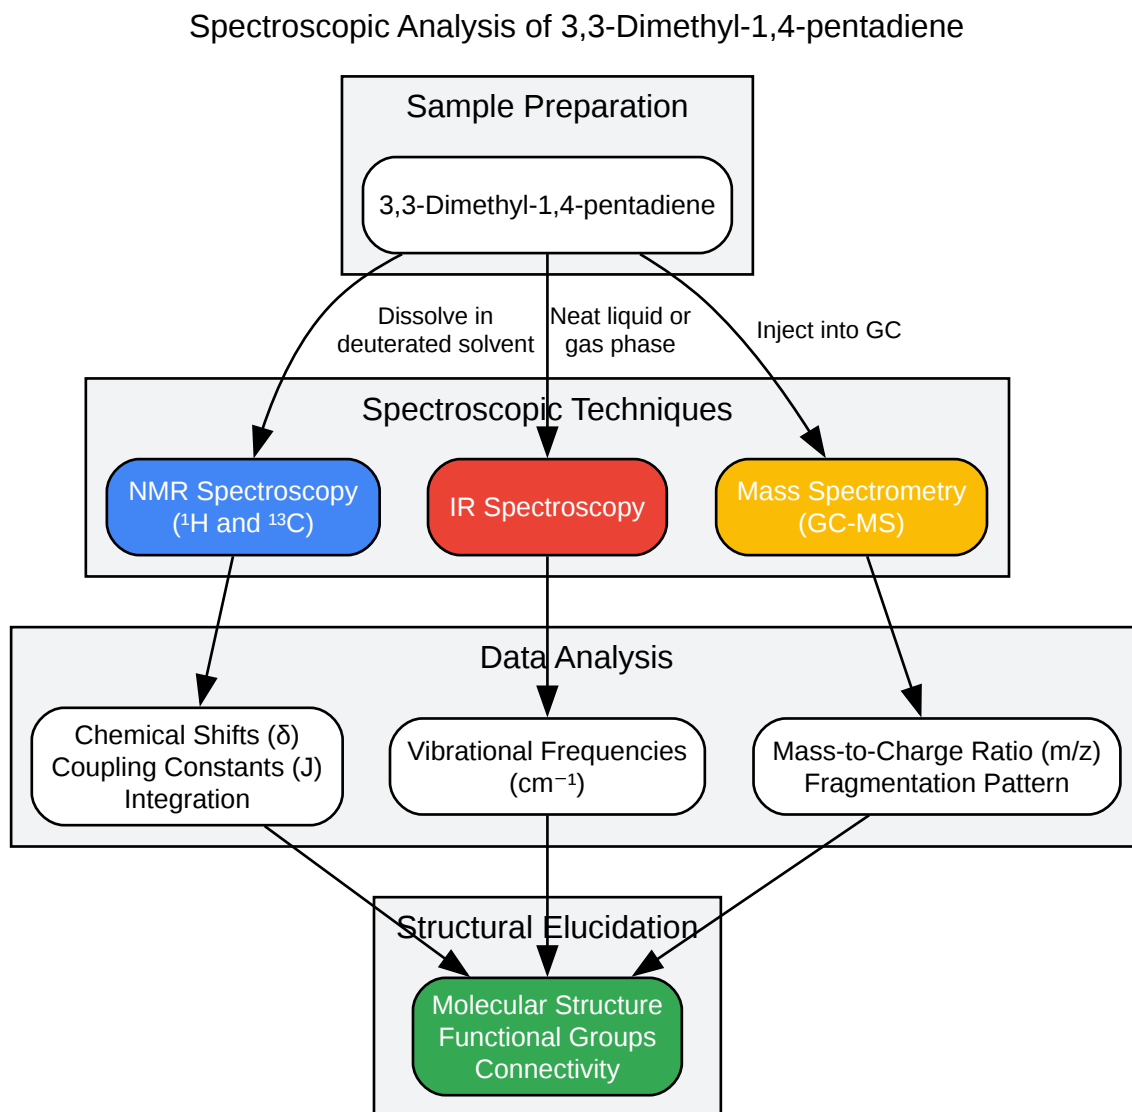 Spectroscopic Analysis of 3,3-Dimethyl-1,4-pentadiene
Sample Preparation
3,3-Dimethyl-1,4-pentadiene
Dissolve in
deuterated solvent
Neat liquid or
gas phase
Inject into GC
Spectroscopic Techniques
NMR Spectroscopy
(¹H and ¹³C)
IR Spectroscopy
Mass Spectrometry
(GC-MS)
Data Analysis
Chemical Shifts (δ)
Coupling Constants (J)
Integration
Vibrational Frequencies
(cm⁻¹)
Mass-to-Charge Ratio (m/z)
Fragmentation Pattern
Structural Elucidation
Molecular Structure
Functional Groups
Connectivity